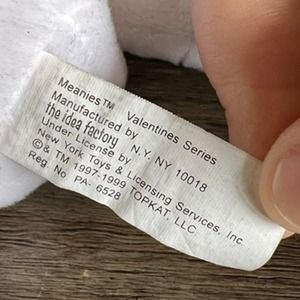 Meanies™ Valentines Series
Manufactured by
the idea factory N.Y. NY 10018
Under License by
New York Toys & Licensing Services, Inc.
©& TM 1997-1999 TOPKAT, LLC
Reg No PA- 6528